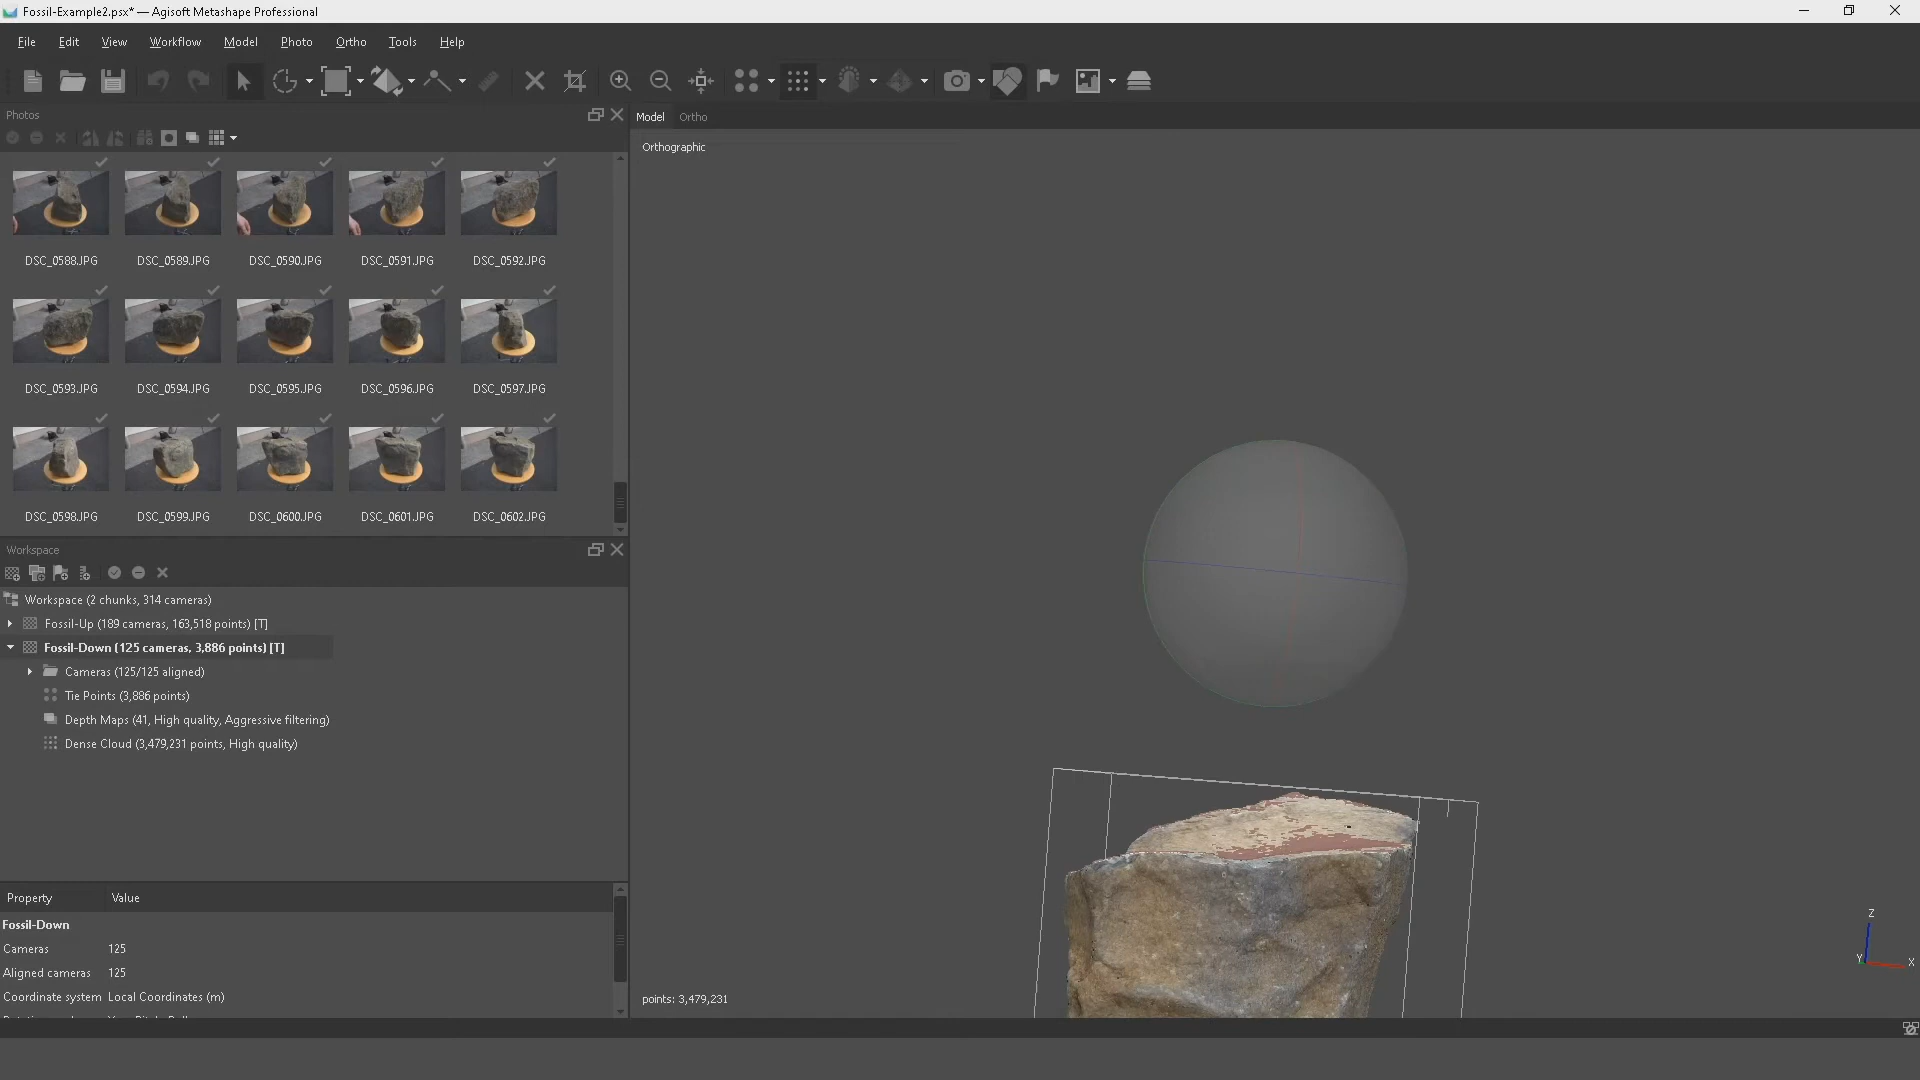 Fossil-Example2.psx* — Agisoft Metashape Professional
File Edit View Workflow Model Photo Ortho Tools Help
Photos
Model Ortho
Orthographic
DSC_0588.JPG DSC_0589.JPG DSC_0590.JPG DSC_0591.JPG DSC_0592.JPG
DSC_0593.JPG DSC_0594.JPG DSC_0595.JPG DSC_0596.JPG DSC_0597.JPG
DSC_0598.JPG DSC_0599.JPG DSC_0600.JPG DSC_0601.JPG DSC_0602.JPG
Workspace
Workspace (2 chunks, 314 cameras)
Fossil-Up (189 cameras, 163,518 points) [T]
Fossil-Down (125 cameras, 3,886 points) [T]
Cameras (125/125 aligned)
Tie Points (3,886 points)
Depth Maps (41, High quality, Aggressive filtering)
Dense Cloud (3,479,231 points, High quality)
Property Value
Fossil-Down
Cameras 125
Aligned cameras 125
Coordinate system Local Coordinates (m)
points: 3,479,231
Z
Y X